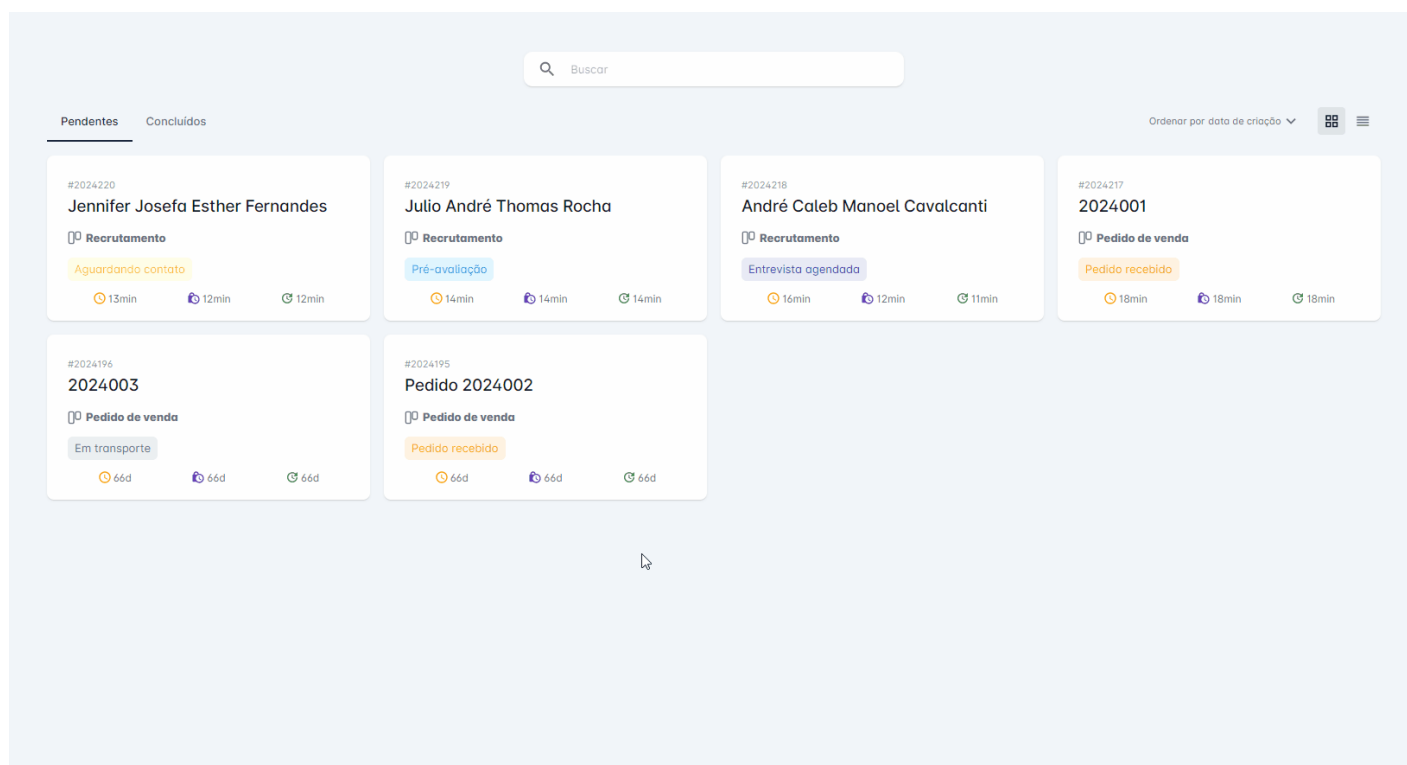 Buscar
Pendentes
Concluídos
Ordenar por data de criação
#2024220
Jennifer Josefa Esther Fernandes
Recrutamento
Aguardando contato
13min 12min 12min
#2024219
Julio André Thomas Rocha
Recrutamento
Pré-avaliação
14min 14min 14min
#2024218
André Caleb Manoel Cavalcanti
Recrutamento
Entrevista agendada
16min 12min 11min
#2024217
2024001
Pedido de venda
Pedido recebido
18min 18min 18min
#2024196
2024003
Pedido de venda
Em transporte
66d 66d 66d
#2024195
Pedido 2024002
Pedido de venda
Pedido recebido
66d 66d 66d